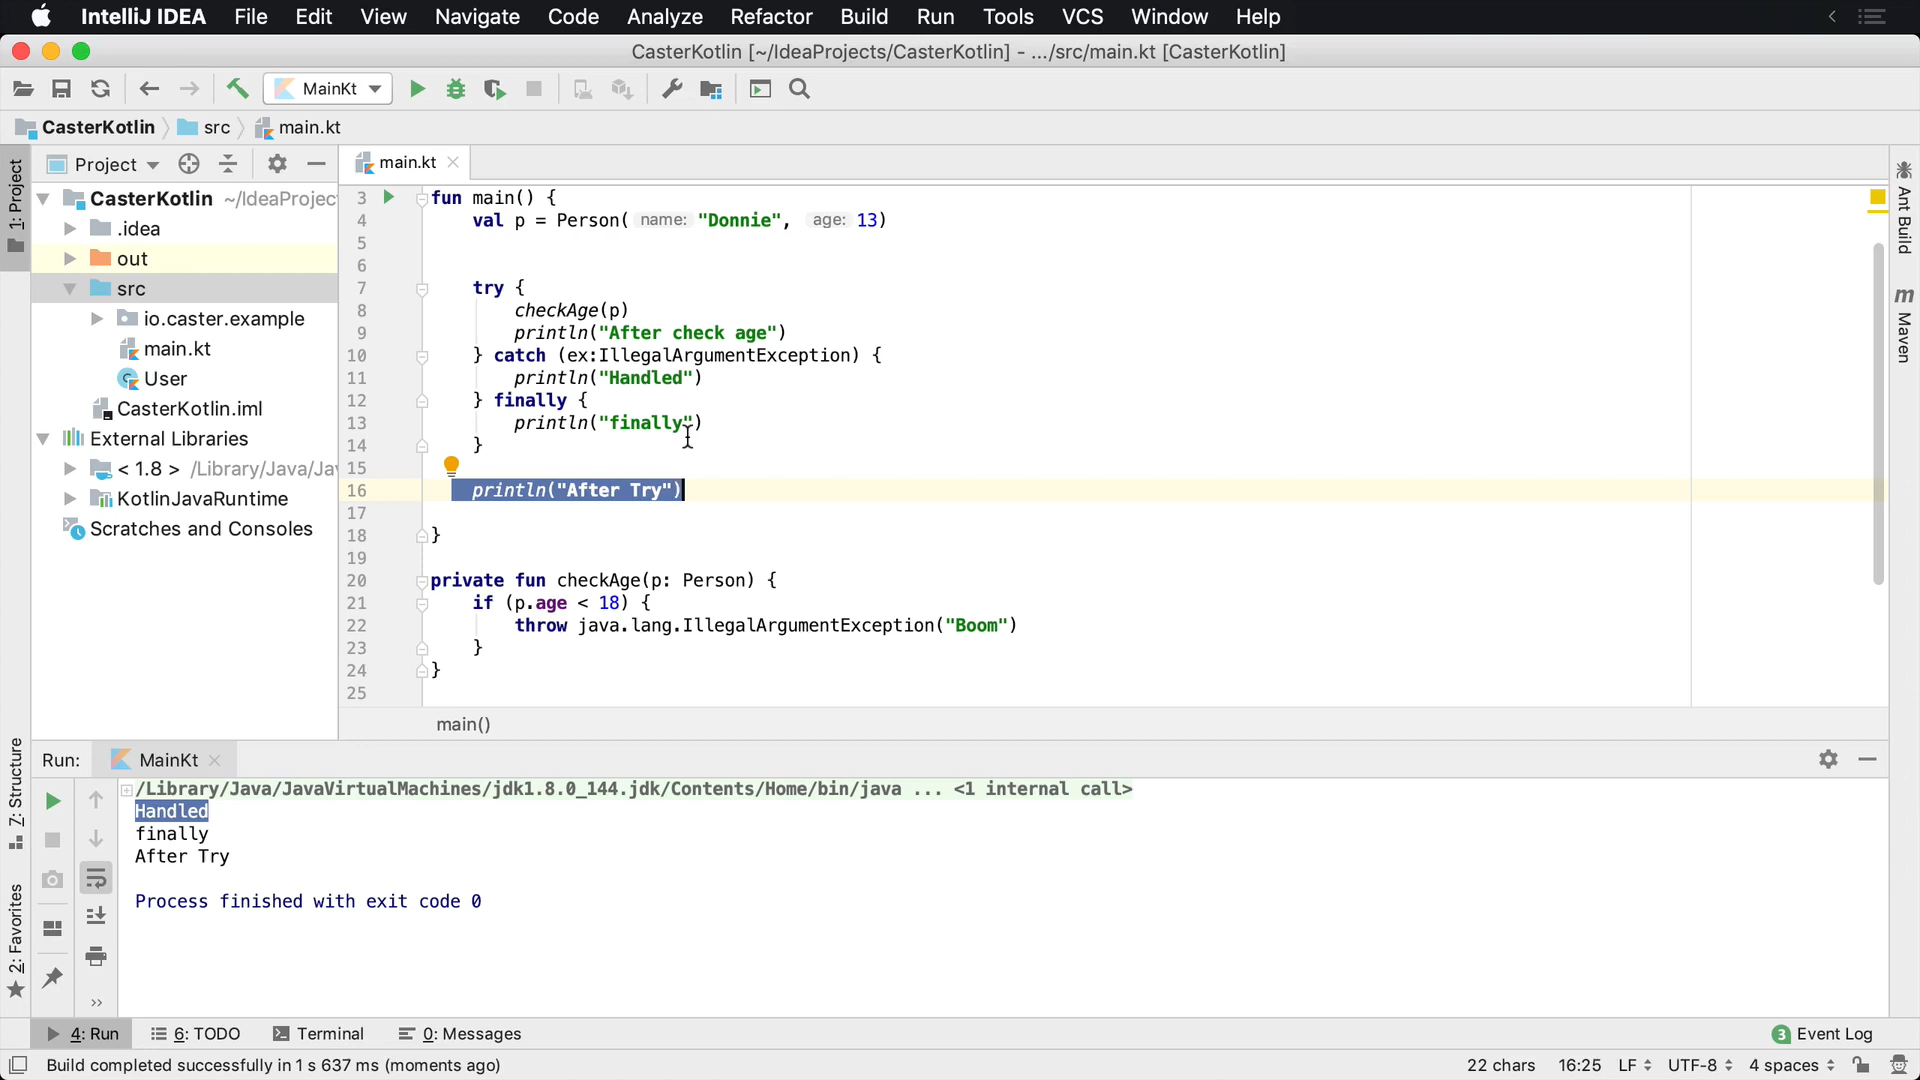 IntelliJ IDEA File Edit View Navigate Code Analyze Refactor Build Run Tools VCS Window Help
CasterKotlin [~/IdeaProjects/CasterKotlin] - .../src/main.kt [CasterKotlin]
MainKt
CasterKotlin src main.kt
1: Project
Project
CasterKotlin ~/IdeaProjec
.idea
out
src
io.caster.example
main.kt
User
CasterKotlin.iml
External Libraries
< 1.8 > /Library/Java/Ja
KotlinJavaRuntime
Scratches and Consoles
main.kt
3 fun main() {
4 val p = Person( name: "Donnie", age: 13)
5
6
7 try {
8 checkAge(p)
9 println("After check age")
10 } catch (ex:IllegalArgumentException) {
11 println("Handled")
12 } finally {
13 println("finally")
14 }
15
16 println("After Try")
17
18 }
19
20 private fun checkAge(p: Person) {
21 if (p.age < 18) {
22 throw java.lang.IllegalArgumentException("Boom")
23 }
24 }
25
main()
Ant Build
m Maven
Z: Structure
2: Favorites
Run: MainKt
/Library/Java/JavaVirtualMachines/jdk1.8.0_144.jdk/Contents/Home/bin/java ... <1 internal call>
Handled
finally
After Try
Process finished with exit code 0
4: Run 6: TODO Terminal 0: Messages 3 Event Log
Build completed successfully in 1 s 637 ms (moments ago) 22 chars 16:25 LF UTF-8 4 spaces